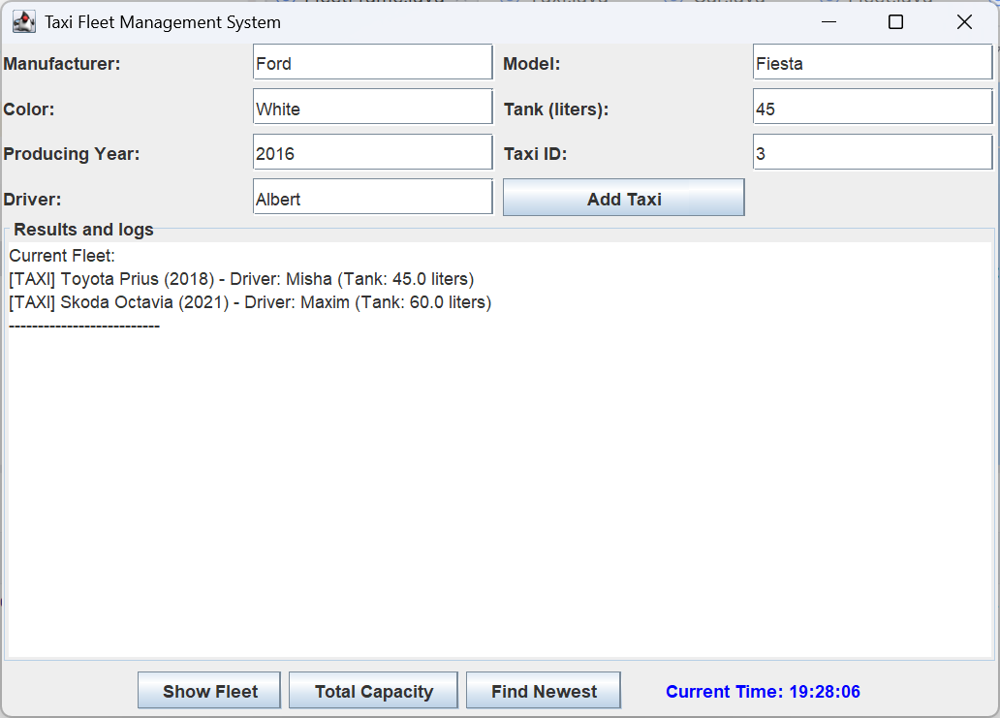 Taxi Fleet Management System
Manufacturer: Ford Model: Fiesta
Color: White Tank (liters): 45
Producing Year: 2016 Taxi ID: 3
Driver: Albert Add Taxi
Results and logs
Current Fleet:
[TAXI] Toyota Prius (2018) - Driver: Misha (Tank: 45.0 liters)
[TAXI] Skoda Octavia (2021) - Driver: Maxim (Tank: 60.0 liters)
--------------------------
Show Fleet Total Capacity Find Newest Current Time: 19:28:06